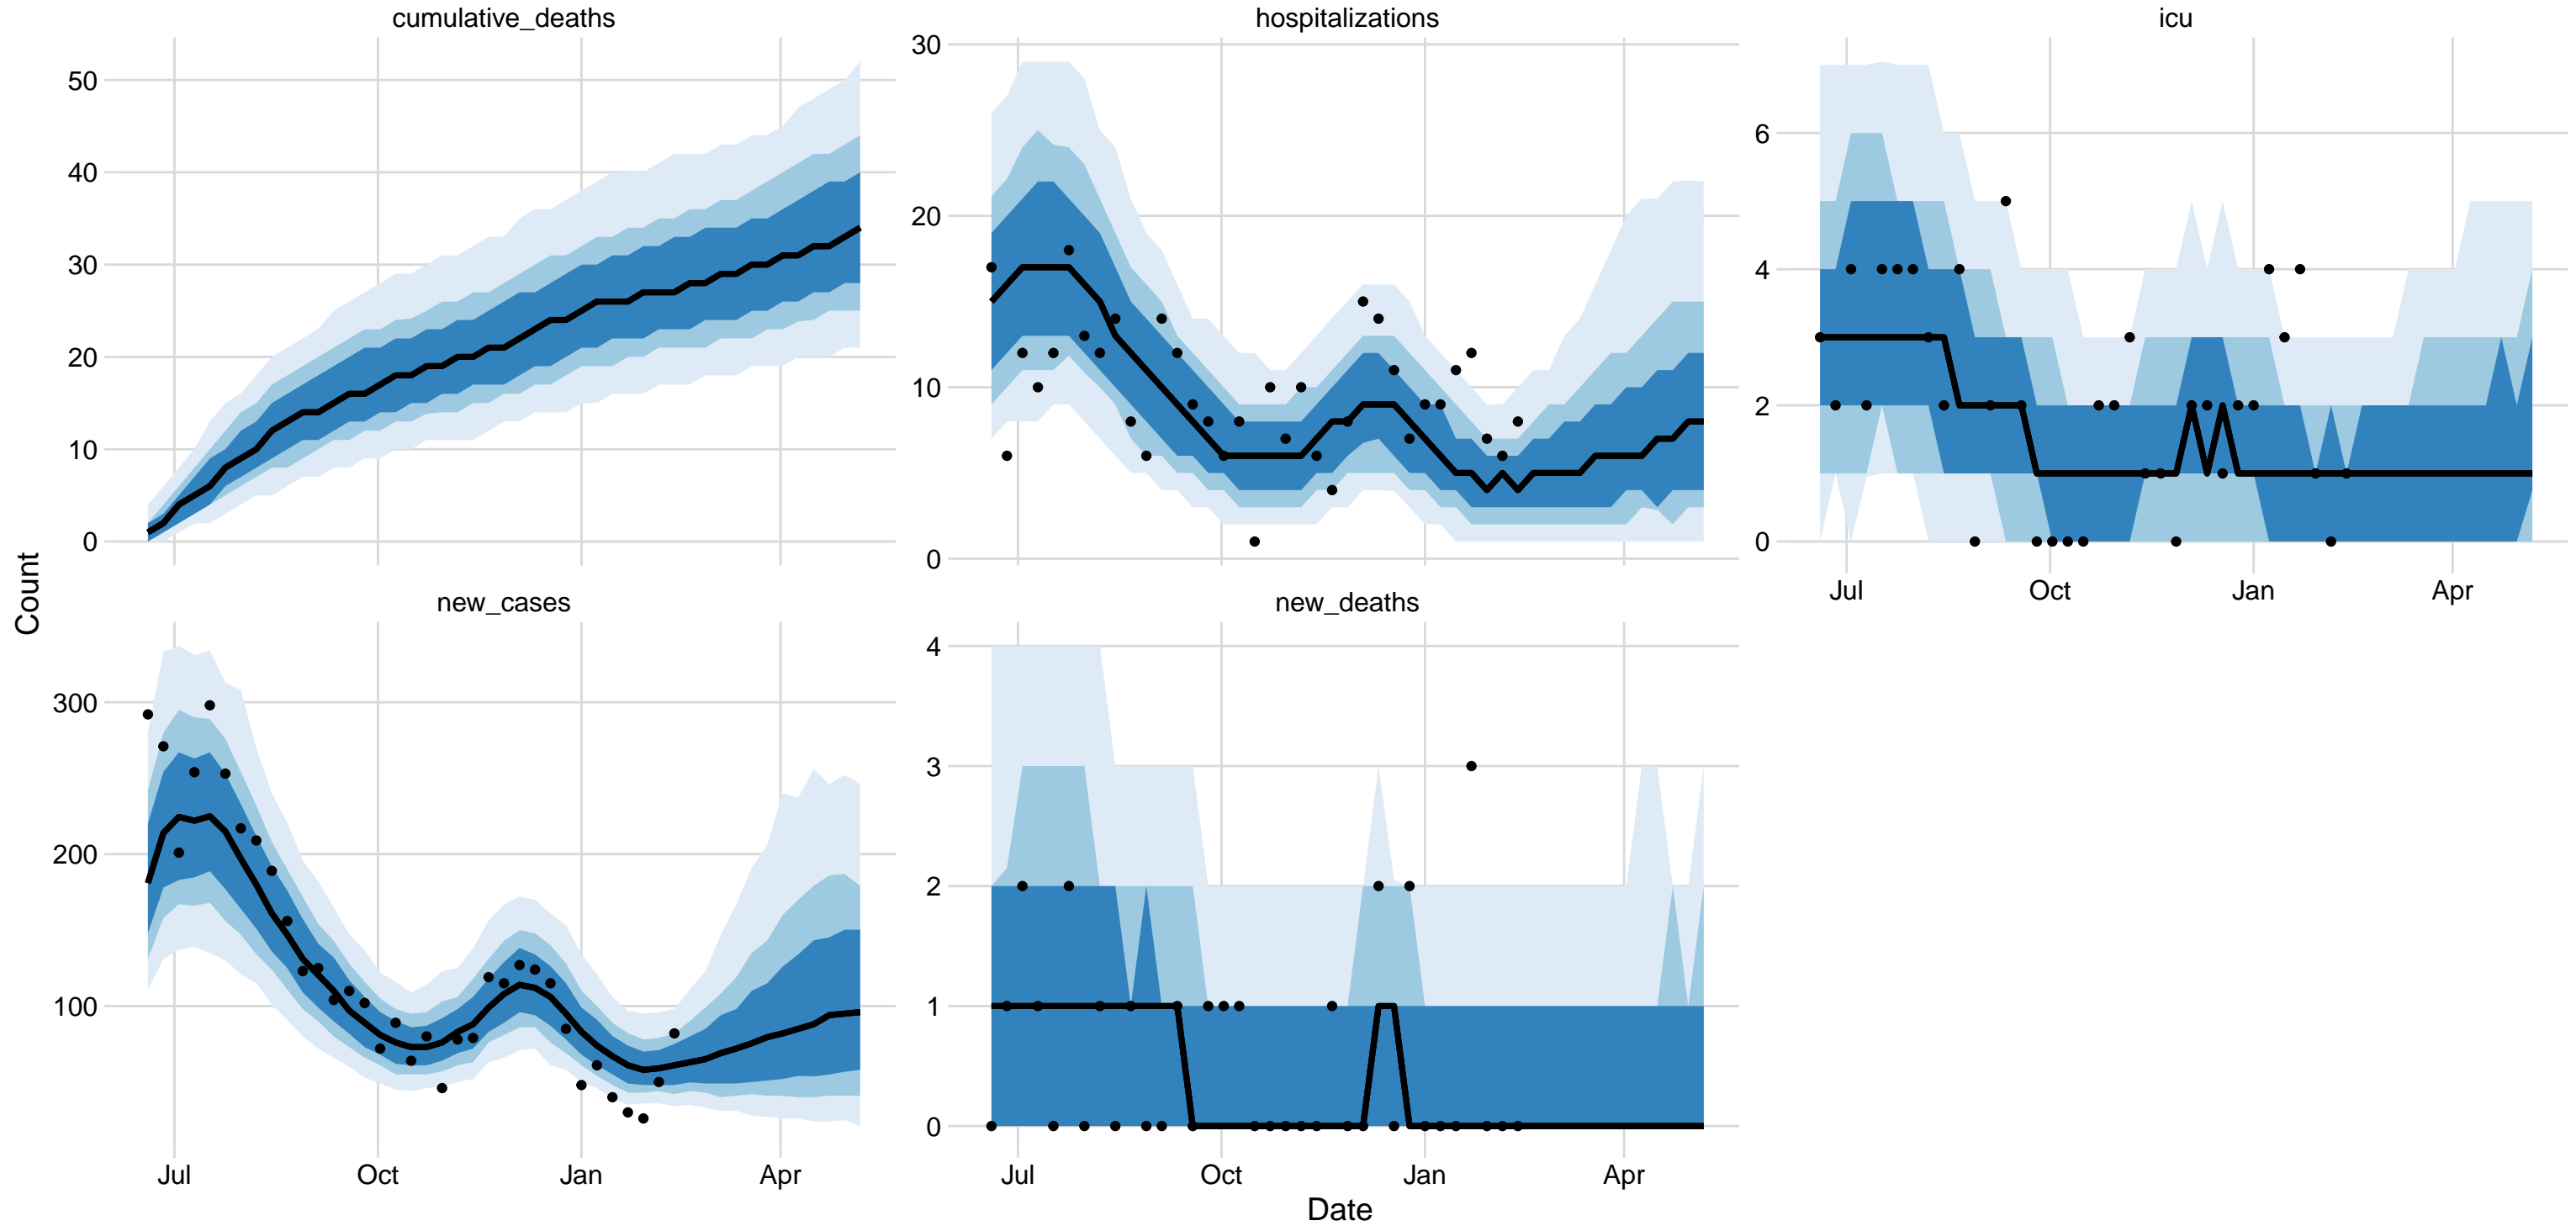 cumulative_deaths
hospitalizations
icu
50
40
30
20
10
0
30
20
10
0
6
4
2
0
Jul
Oct
Jan
Apr
Count
new_cases
new_deaths
300
200
100
4
3
2
1
0
Jul
Oct
Jan
Apr
Jul
Oct
Jan
Apr
Date